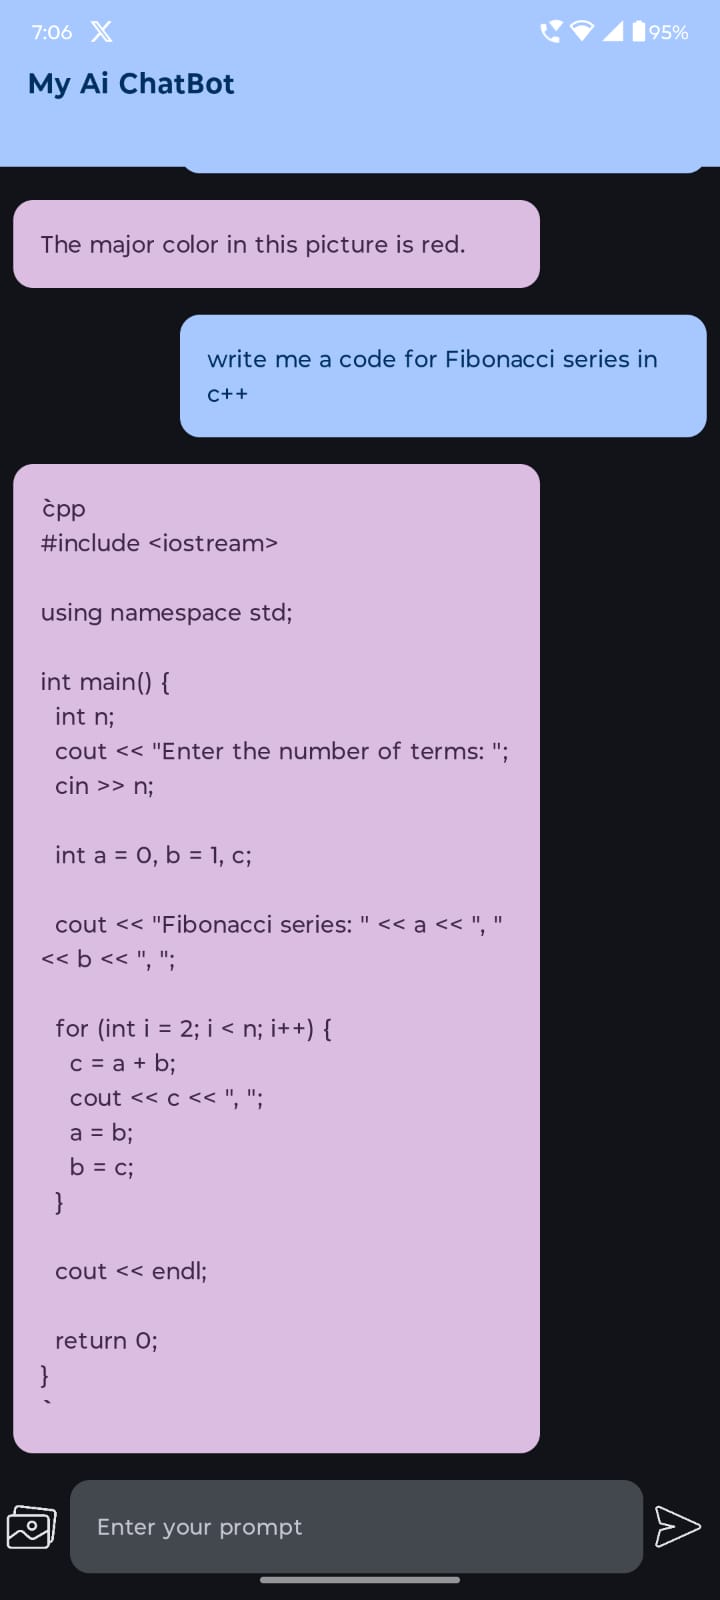 7:06
95%
My Ai ChatBot
The major color in this picture is red.
write me a code for Fibonacci series in
c++
`cpp
#include <iostream>
using namespace std;
int main() {
int n;
cout << "Enter the number of terms: ";
cin >> n;
int a = 0, b = 1, c;
cout << "Fibonacci series: " << a << ", "
<< b << ", ";
for (int i = 2; i < n; i++) {
c = a + b;
cout << c << ", ";
a = b;
b = c;
}
cout << endl;
return 0;
}
`
Enter your prompt